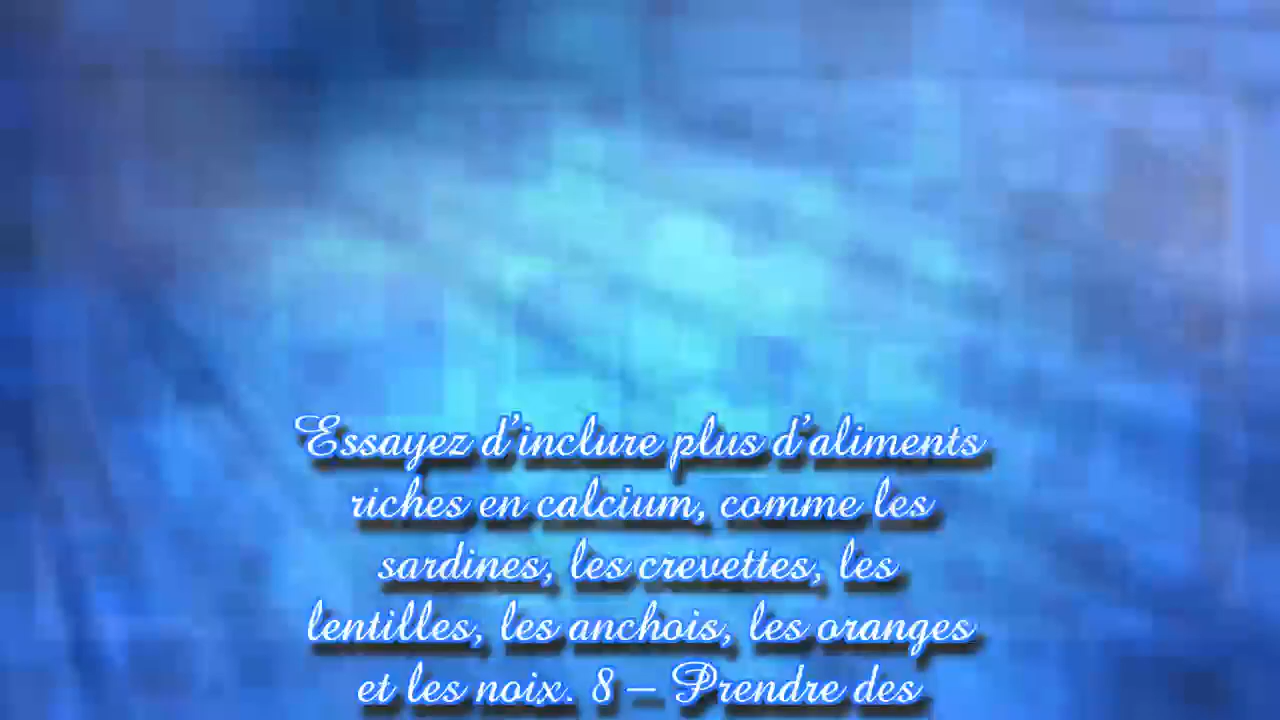 Essayez d'inclure plus d'aliments
riches en calcium, comme les
sardines, les crevettes, les
lentilles, les anchois, les oranges
et les noix. 8 – Prendre des